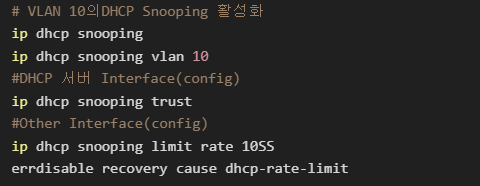 # VLAN 10의DHCP Snooping 활성화
ip dhcp snooping
ip dhcp snooping vlan 10
#DHCP 서버 Interface(config)
ip dhcp snooping trust
#Other Interface(config)
ip dhcp snooping limit rate 10SS
errdisable recovery cause dhcp-rate-limit